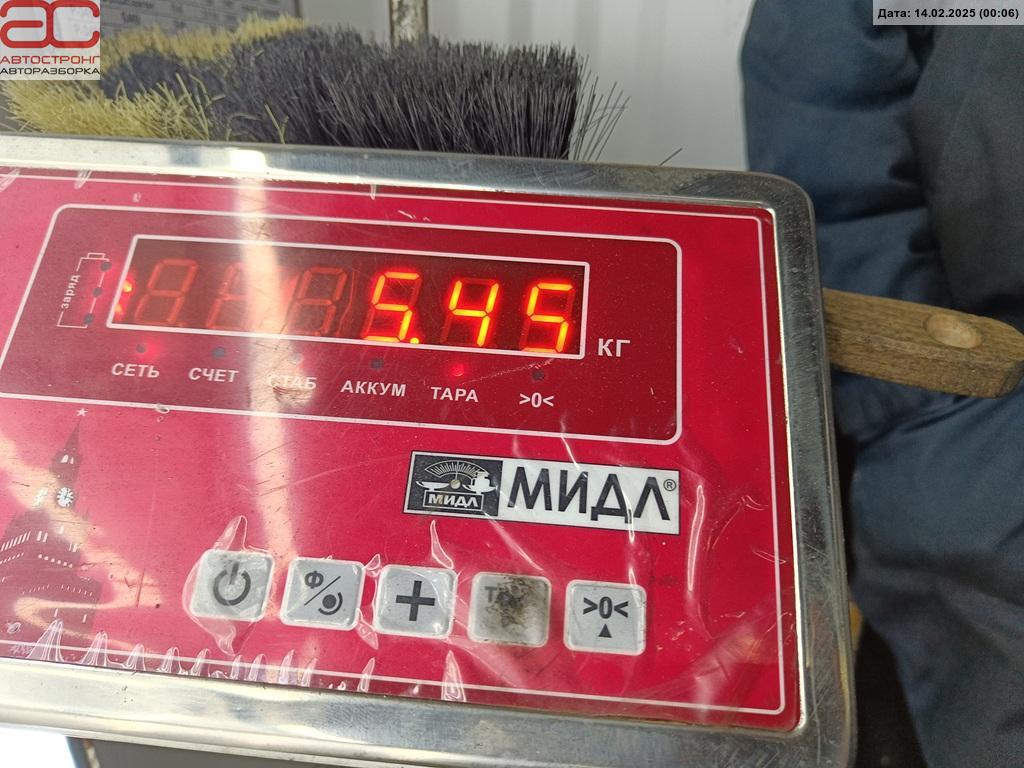 Дата: 14.02.2025 (00:06)
АС
АВТОСТРОНГ
АВТОРАЗБОРКА
заряд
5.45
КГ
СЕТЬ СЧЕТ СТАБ АККУМ ТАРА >0<
МИДЛ МИДЛ®
Ф/
+
>0<